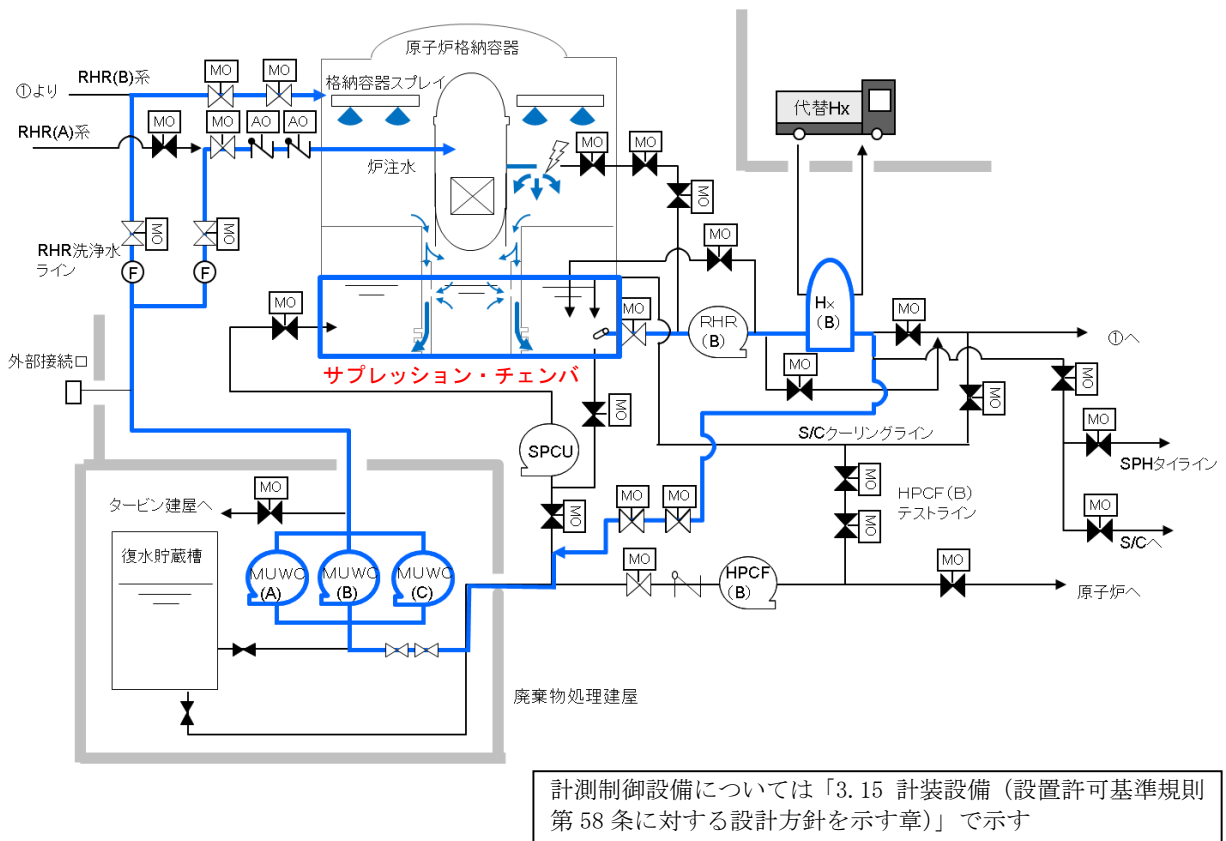 原子炉格納容器
RHR(B)系
①より
MO
MO
格納容器スプレイ
RHR(A)系
MO
MO
AO
AO
炉注水
代替Hx
MO
MO
MO
MO
MO
RHR洗浄水
ライン
F
F
MO
MO
MO
RHR
(B)
Hx
(B)
MO
①へ
外部接続口
サプレッション・チェンバ
MO
MO
MO
MO
S/Cクーリングライン
MO
SPHタイライン
SPCU
タービン建屋へ
MO
MO
MO
MO
MO
HPCF(B)
テストライン
MO
MO
S/Cへ
復水貯蔵槽
MUWC
(A)
MUWC
(B)
MUWC
(C)
MO
HPCF
(B)
MO
原子炉へ
廃棄物処理建屋
計測制御設備については「3.15 計装設備（設置許可基準規則
第 58 条に対する設計方針を示す章）」で示す